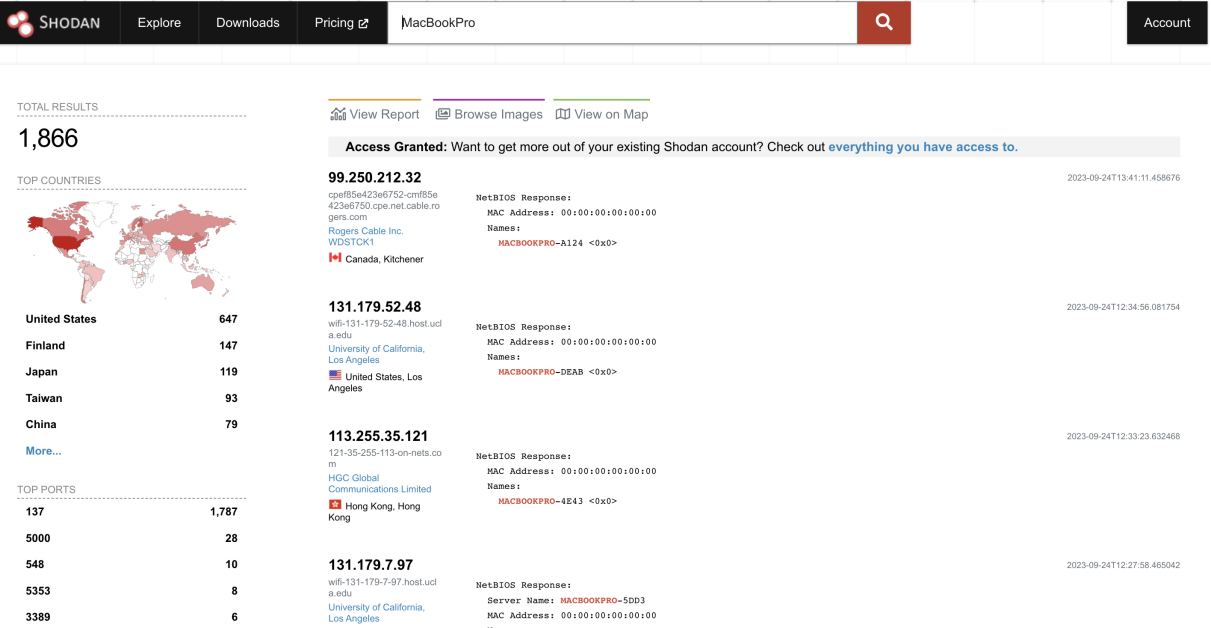 SHODAN Explore Downloads Pricing MacBookPro Account
TOTAL RESULTS
1,866
TOP COUNTRIES
United States 647
Finland 147
Japan 119
Taiwan 93
China 79
More...
TOP PORTS
137 1,787
5000 28
548 10
5353 8
3389 6
View Report Browse Images View on Map
Access Granted: Want to get more out of your existing Shodan account? Check out everything you have access to.
99.250.212.32
cpef85e423e6752-cmf85e
423e6750.cpe.net.cable.ro
gers.com
Rogers Cable Inc.
WDSTCK1
Canada, Kitchener
NetBIOS Response:
MAC Address: 00:00:00:00:00:00
Names:
MACBOOKPRO-A124 <0x0>
2023-09-24T13:41:11.458676
131.179.52.48
wifi-131-179-52-48.host.ucl
a.edu
University of California,
Los Angeles
United States, Los
Angeles
NetBIOS Response:
MAC Address: 00:00:00:00:00:00
Names:
MACBOOKPRO-DEAB <0x0>
2023-09-24T12:34:56.081754
113.255.35.121
121-35-255-113-on-nets.co
m
HGC Global
Communications Limited
Hong Kong, Hong
Kong
NetBIOS Response:
MAC Address: 00:00:00:00:00:00
Names:
MACBOOKPRO-4E43 <0x0>
2023-09-24T12:33:23.632468
131.179.7.97
wifi-131-179-7-97.host.ucl
a.edu
University of California,
Los Angeles
NetBIOS Response:
Server Name: MACBOOKPRO-5DD3
MAC Address: 00:00:00:00:00:00
2023-09-24T12:27:58.465042